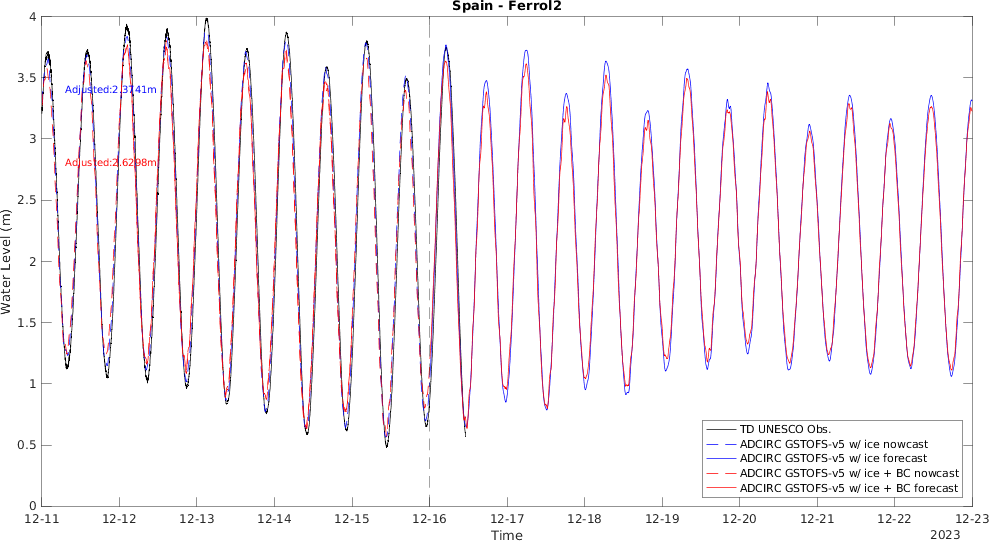 Spain - Ferrol2
4
3.5
3
2.5
2
1.5
1
0.5
0
Water Level (m)
Adjusted:2.3741m
Adjusted:2.6298m
TD UNESCO Obs.
ADCIRC GSTOFS-v5 w/ ice nowcast
ADCIRC GSTOFS-v5 w/ ice forecast
ADCIRC GSTOFS-v5 w/ ice + BC nowcast
ADCIRC GSTOFS-v5 w/ ice + BC forecast
12-11 12-12 12-13 12-14 12-15 12-16 12-17 12-18 12-19 12-20 12-21 12-22 12-23
Time
2023